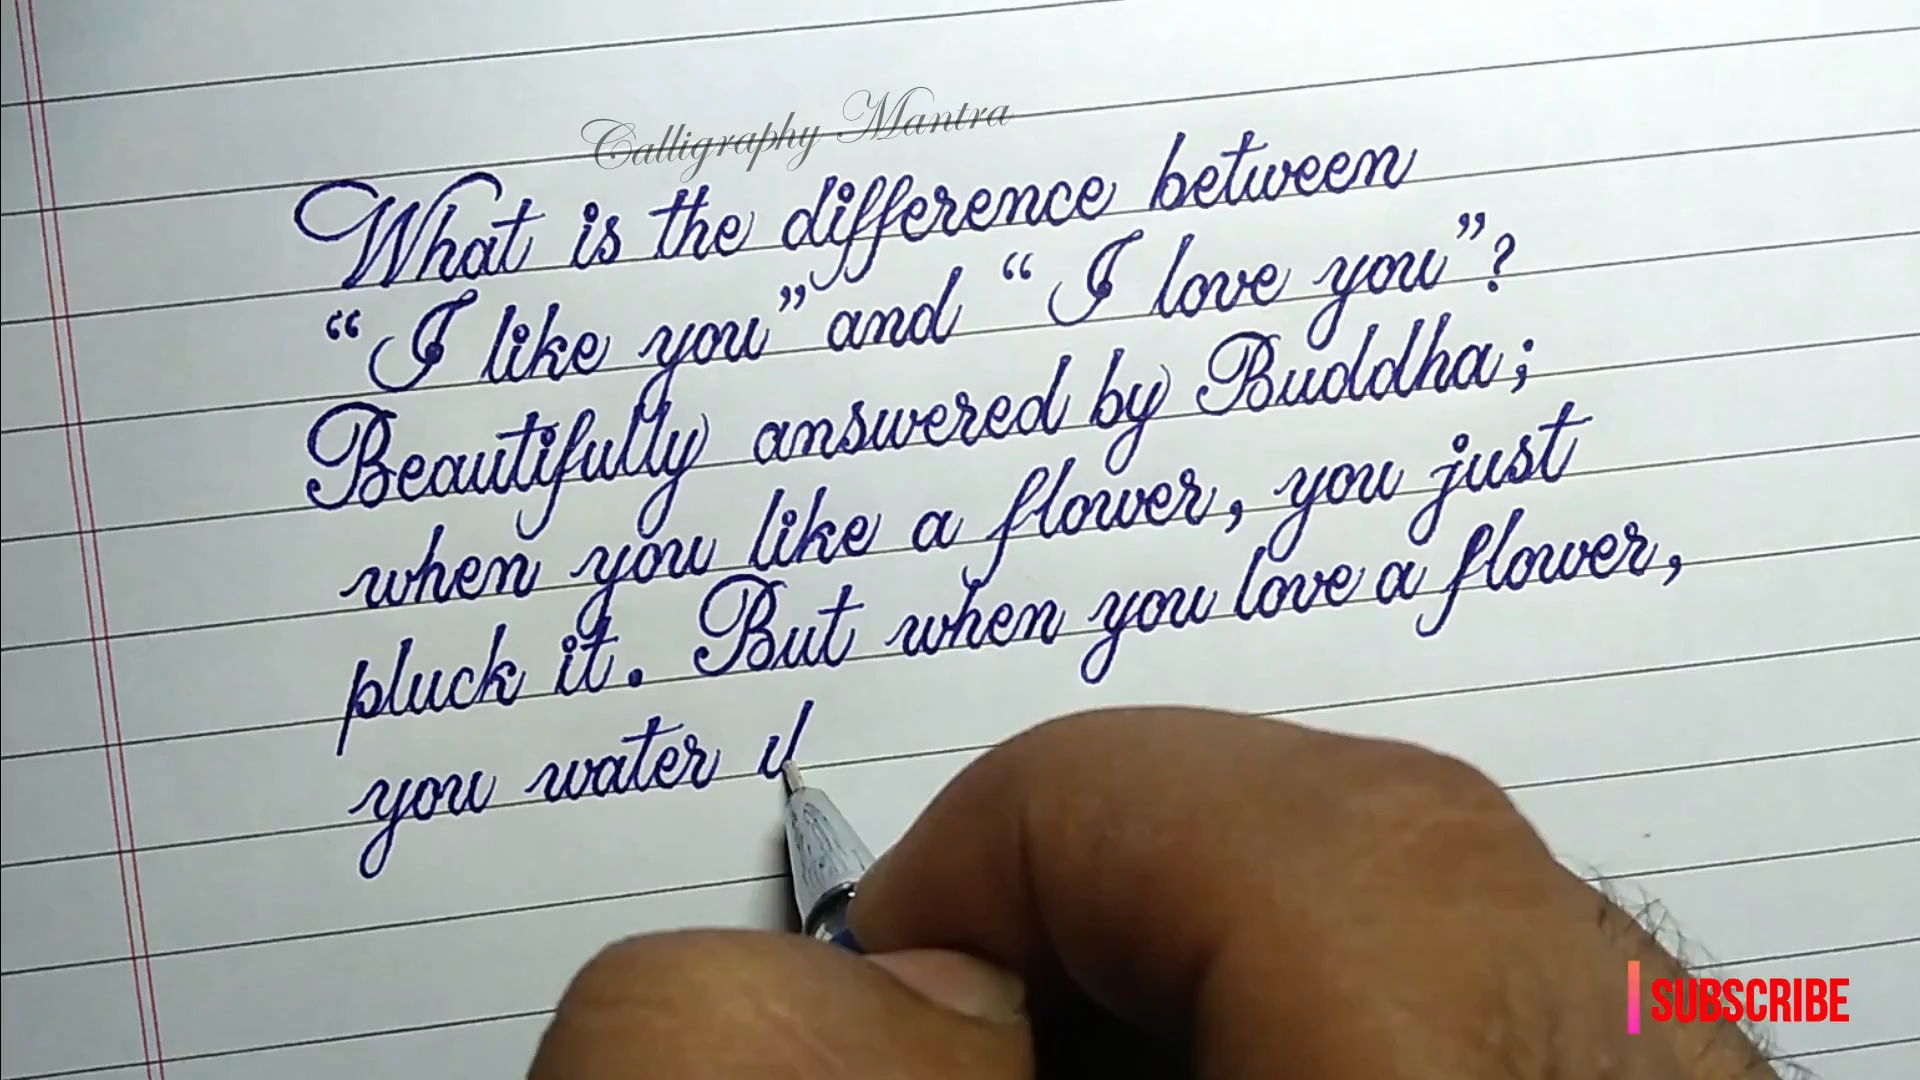 Calligraphy Mantra
What is the difference between
“I like you” and “I love you”?
Beautifully answered by Buddha;
when you like a flower, you just
pluck it. But when you love a flower,
you water it
SUBSCRIBE